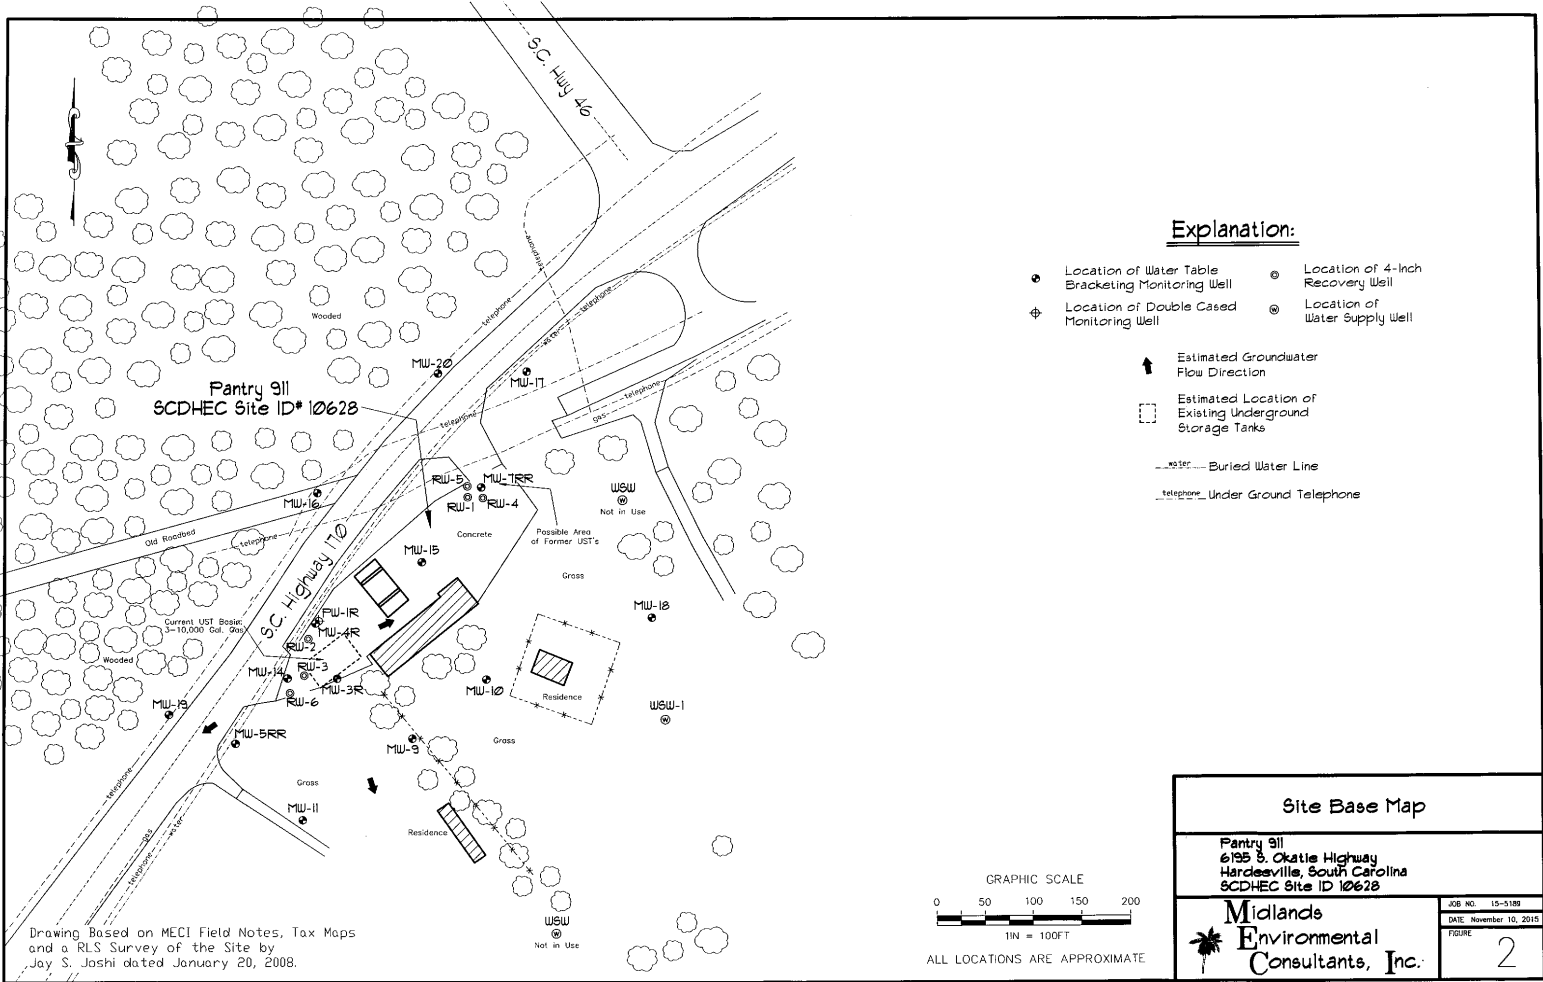 S.C. Hwy 46
telephone
telephone
telephone
water
Wooded
MW-20
MW-17
Pantry 911
SCDHEC Site ID# 10628
telephone
gas
telephone
RW-5
MW-7RR
RW-1
RW-4
WSW
Not in Use
MW-16
Old Roadbed
telephone
S.C. Highway 170
Concrete
Possible Area
of Former UST's
MW-15
Grass
MW-18
PW-1R
MW-4R
Current UST Basin:
3-10,000 Gal. Gas
RW-2
Wooded
RW-3
MW-14
MW-3R
RW-6
MW-10
Residence
WSW-1
MW-19
MW-5RR
MW-9
Grass
telephone
Grass
MW-11
gas
water
telephone
Residence
WSW
Not in Use
Drawing Based on MECI Field Notes, Tax Maps
and a RLS Survey of the Site by
Jay S. Joshi dated January 20, 2008.
Explanation:
Location of Water Table
Bracketing Monitoring Well
Location of 4-Inch
Recovery Well
Location of Double Cased
Monitoring Well
Location of
Water Supply Well
Estimated Groundwater
Flow Direction
Estimated Location of
Existing Underground
Storage Tanks
water Buried Water Line
telephone Under Ground Telephone
GRAPHIC SCALE
0 50 100 150 200
1IN = 100FT
ALL LOCATIONS ARE APPROXIMATE
Site Base Map
Pantry 911
6195 S. Okatie Highway
Hardeeville, South Carolina
SCDHEC Site ID 10628
Midlands
Environmental
Consultants, Inc.
JOB NO. 15-5189
DATE November 10, 2015
FIGURE
2